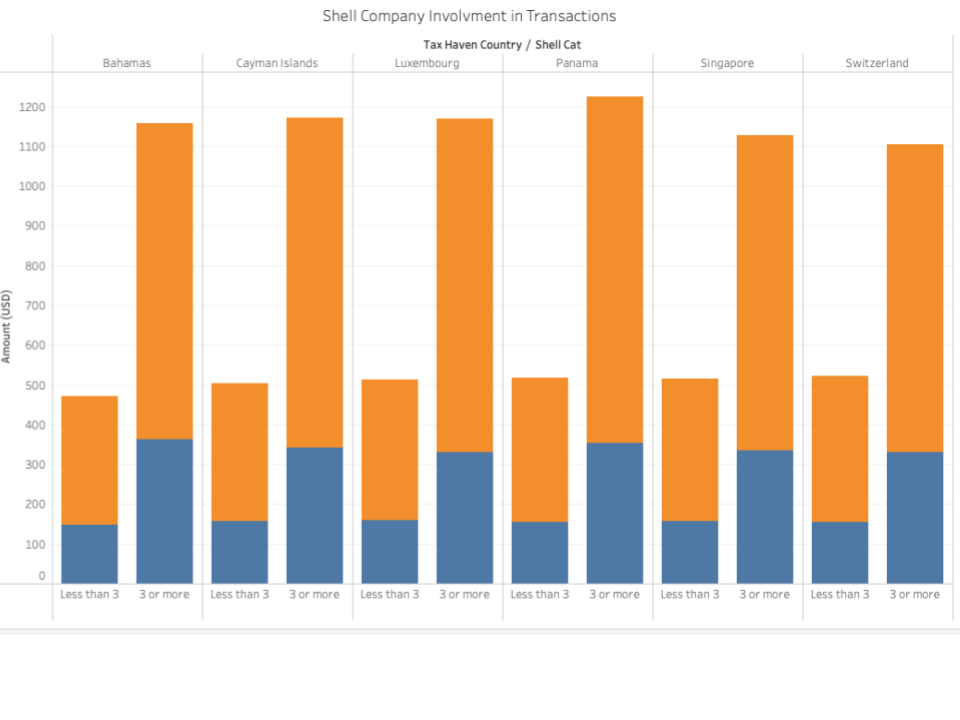 Shell Company Involvment in Transactions
Tax Haven Country / Shell Cat
Bahamas Cayman Islands Luxembourg Panama Singapore Switzerland
Amount (USD)
1200
1100
1000
900
800
700
600
500
400
300
200
100
0
Less than 3 3 or more Less than 3 3 or more Less than 3 3 or more Less than 3 3 or more Less than 3 3 or more Less than 3 3 or more